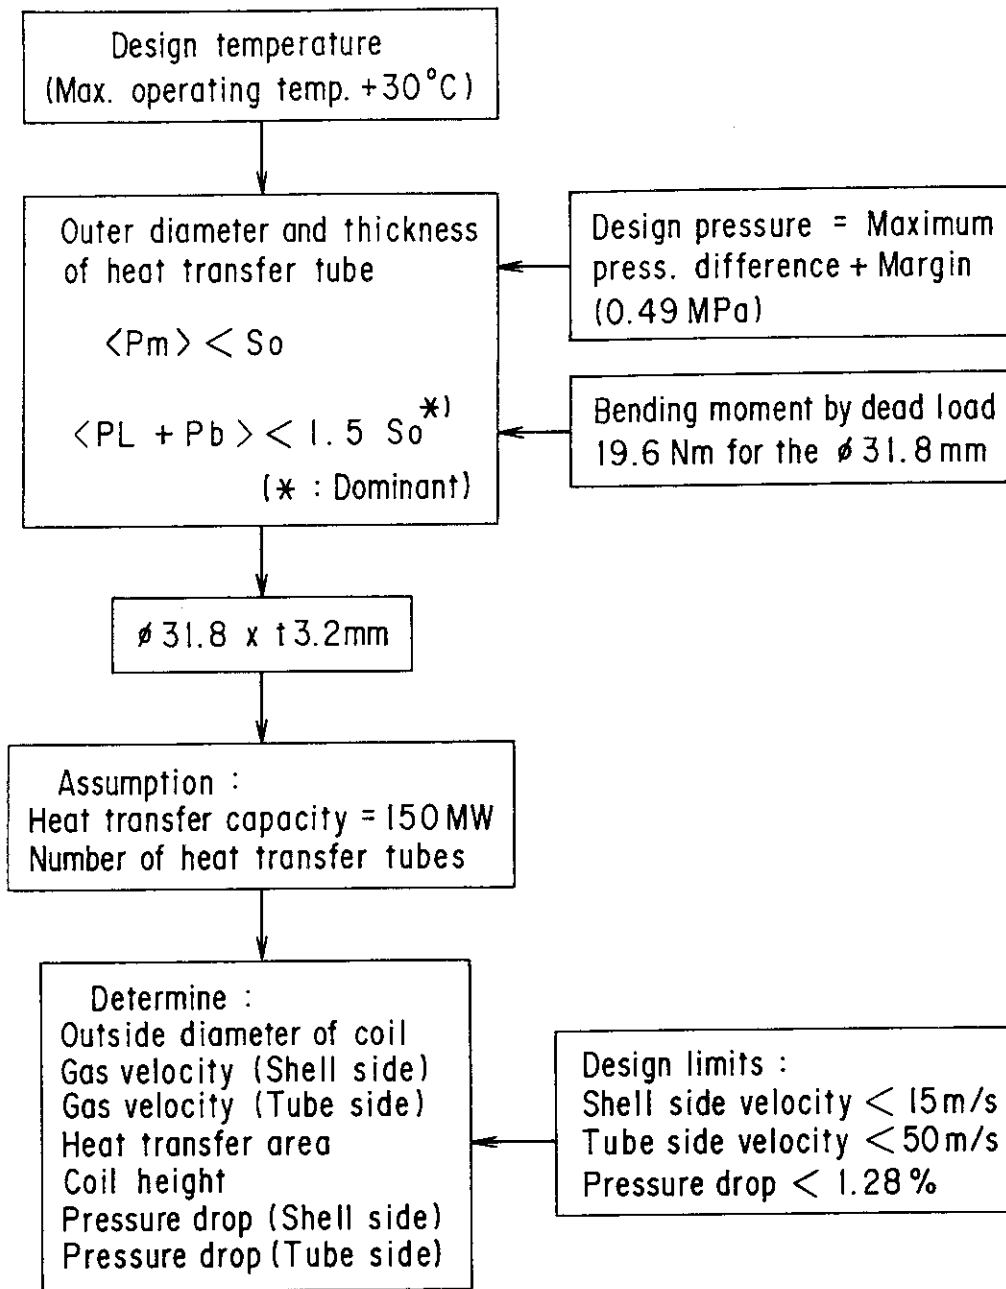 Design temperature
(Max. operating temp. +30°C)
Outer diameter and thickness
of heat transfer tube
⟨Pm⟩ < So
⟨PL + Pb⟩ < 1.5 So*)
(* : Dominant)
Design pressure = Maximum
press. difference + Margin
(0.49 MPa)
Bending moment by dead load
19.6 Nm for the ø 31.8 mm
ø 31.8 x t3.2mm
Assumption :
Heat transfer capacity = 150 MW
Number of heat transfer tubes
Determine :
Outside diameter of coil
Gas velocity (Shell side)
Gas velocity (Tube side)
Heat transfer area
Coil height
Pressure drop (Shell side)
Pressure drop (Tube side)
Design limits :
Shell side velocity < 15 m/s
Tube side velocity < 50 m/s
Pressure drop < 1.28 %